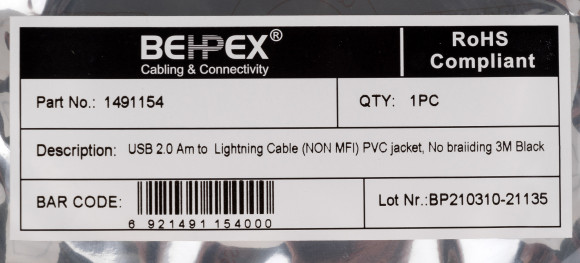 BEHPEX®
Cabling & Connectivity
RoHS
Compliant
Part No.: 1491154
QTY: 1PC
Description: USB 2.0 Am to Lightning Cable (NON MFI) PVC jacket, No braiiding 3M Black
BAR CODE:
6 921491 154000
Lot Nr.:BP210310-21135